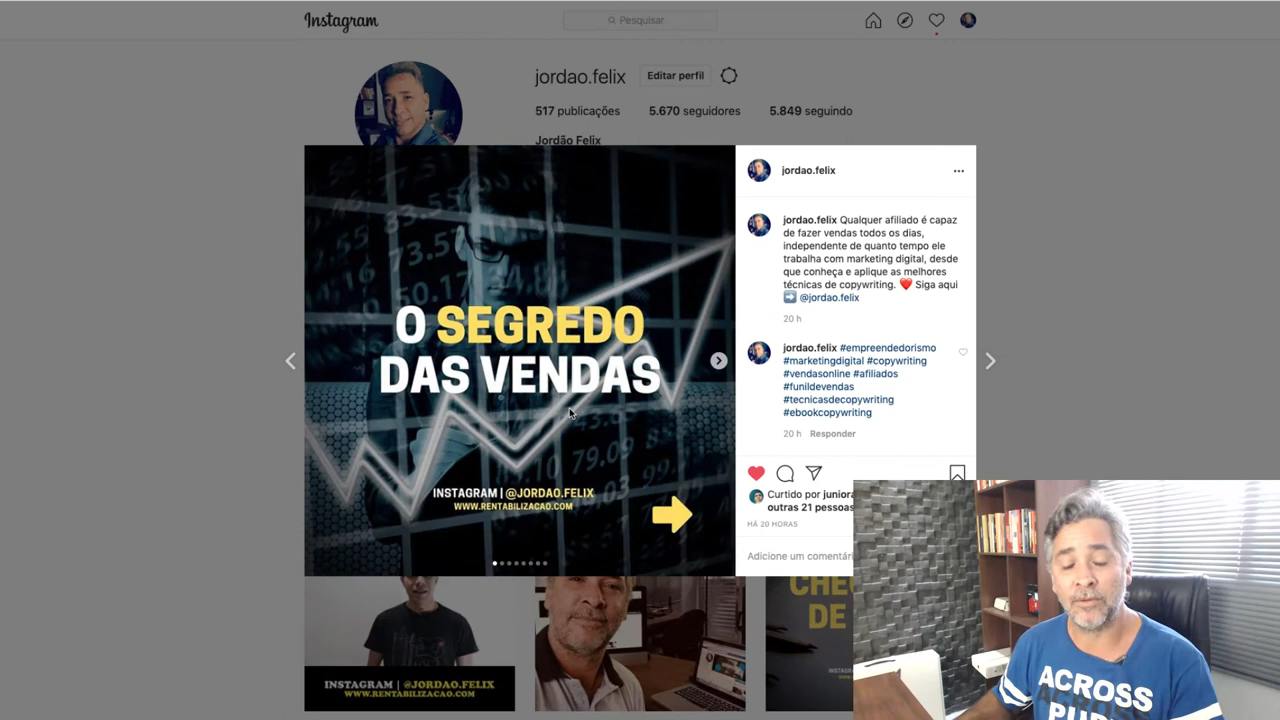 Instagram
Pesquisar
jordao.felix
Editar perfil
517 publicações
5.670 seguidores
5.849 seguindo
Jordão Felix
O SEGREDO
DAS VENDAS
INSTAGRAM | @JORDAO.FELIX
WWW.RENTABILIZACAO.COM
jordao.felix
jordao.felix Qualquer afiliado é capaz
de fazer vendas todos os dias,
independente de quanto tempo ele
trabalha com marketing digital, desde
que conheça e aplique as melhores
técnicas de copywriting. ❤️ Siga aqui
➡️ @jordao.felix
20 h
jordao.felix #empreendedorismo
#marketingdigital #copywriting
#vendasonline #afiliados
#funildevendas
#tecnicasdecopywriting
#ebookcopywriting
20 h Responder
Curtido por
outras 21 pessoas
HÁ 20 HORAS
Adicione um
INSTAGRAM | @JORDAO.FELIX
WWW.RENTABILIZACAO.COM
DE
ACROSS